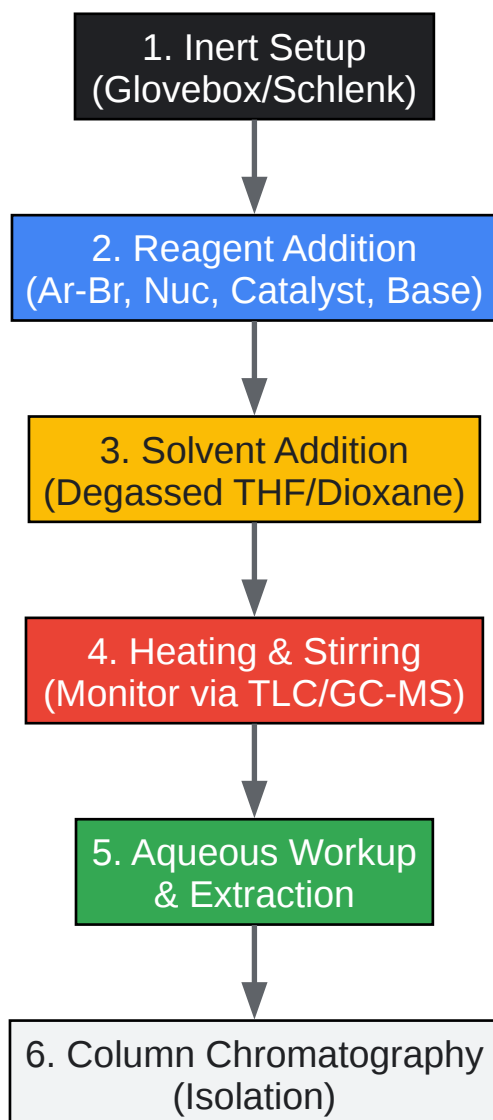 1. Inert Setup
(Glovebox/Schlenk)
2. Reagent Addition
(Ar-Br, Nuc, Catalyst, Base)
3. Solvent Addition
(Degassed THF/Dioxane)
4. Heating & Stirring
(Monitor via TLC/GC-MS)
5. Aqueous Workup
& Extraction
6. Column Chromatography
(Isolation)